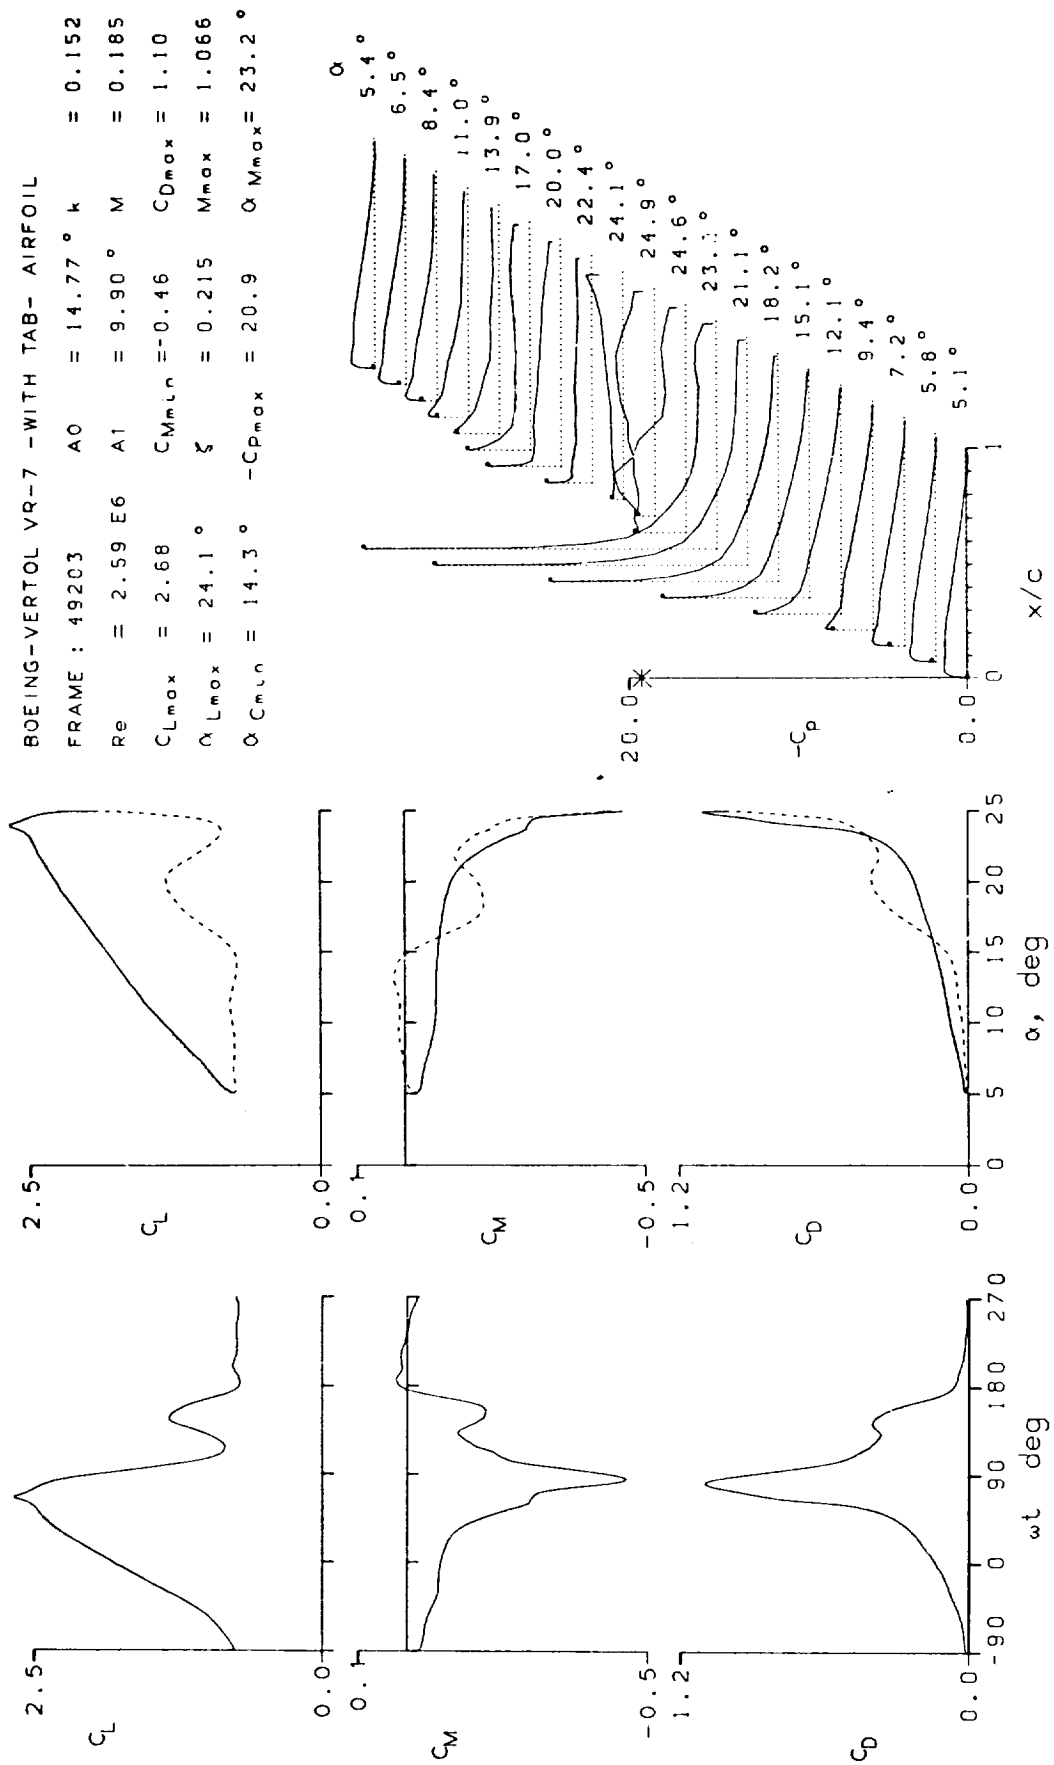 BOEING-VERTOL VR-7 -WITH TAB- AIRFOIL
FRAME : 49203 A0 = 14.77° k = 0.152
Re = 2.59 E6 A1 = 9.90° M = 0.185
CLmax = 2.68 CMmin =-0.46 CDmax = 1.10
αLmax = 24.1° ζ = 0.215 Mmax = 1.066
αCmin = 14.3° -CPmax = 20.9 αMmax= 23.2°
2.5
CL
0.0
0.1
CM
-0.5
1.2
CD
0.0
-90 0 90 180 270
ωt deg
2.5
CL
0.0
0.1
CM
-0.5
1.2
CD
0.0
0 5 10 15 20 25
α, deg
20.0
-Cp
0.0
0 1
x/c
α
5.4°
6.5°
8.4°
11.0°
13.9°
17.0°
20.0°
22.4°
24.1°
24.9°
24.6°
21.1°
18.2°
15.1°
12.1°
9.4°
7.2°
5.8°
5.1°